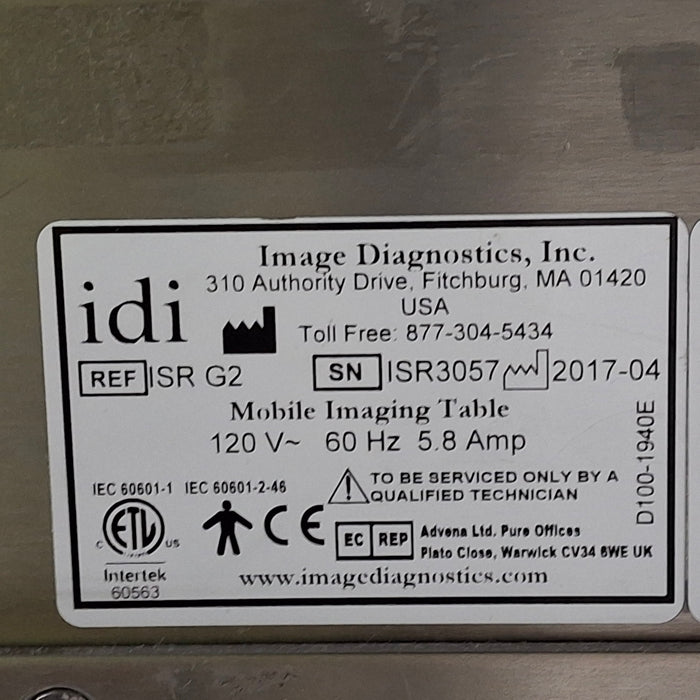 Image Diagnostics, Inc.
idi
310 Authority Drive, Fitchburg, MA 01420
USA
Toll Free: 877-304-5434
REF ISR G2
SN ISR3057 2017-04
Mobile Imaging Table
120 V~ 60 Hz 5.8 Amp
D100-1940E
IEC 60601-1 IEC 60601-2-46
TO BE SERVICED ONLY BY A
QUALIFIED TECHNICIAN
C ETL US
CE
EC REP
Advena Ltd. Pure Offices
Plato Close, Warwick CV34 6WE UK
Intertek
60563
www.imagediagnostics.com